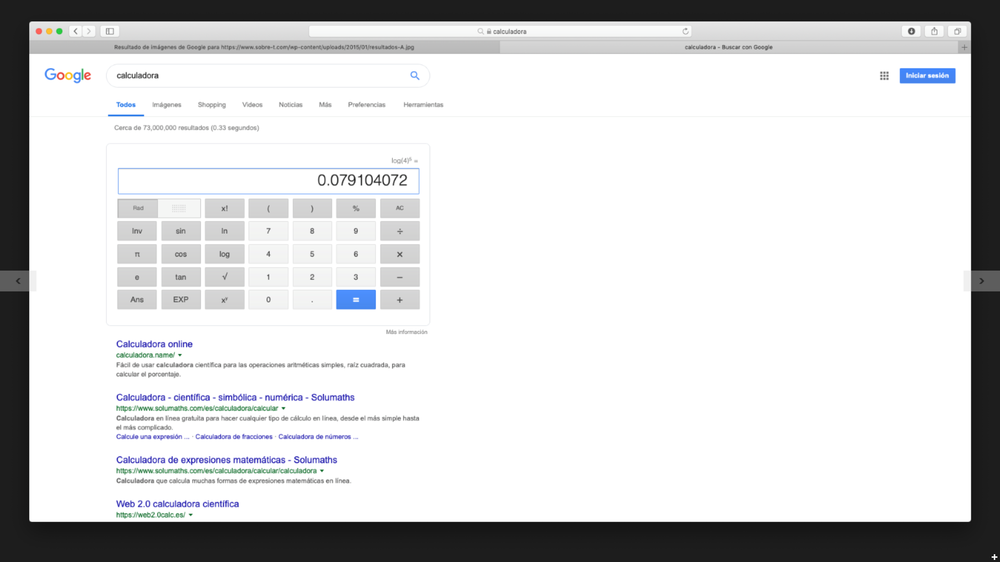 calculadora
Resultado de imágenes de Google para https://www.sobre-t.com/wp-content/uploads/2015/01/resultados-A.jpg
calculadora - Buscar con Google
Google
calculadora
Iniciar sesión
Todos Imágenes Shopping Videos Noticias Más Preferencias Herramientas
Cerca de 73,000,000 resultados (0.33 segundos)
log(4)⁵ =
0.079104072
Rad x! ( ) % AC
Inv sin ln 7 8 9 ÷
π cos log 4 5 6 ×
e tan √ 1 2 3 −
Ans EXP xʸ 0 . = +
Más información
Calculadora online
calculadora.name/
Fácil de usar calculadora científica para las operaciones aritméticas simples, raíz cuadrada, para
calcular el porcentaje.
Calculadora - científica - simbólica - numérica - Solumaths
https://www.solumaths.com/es/calculadora/calcular
Calculadora en línea gratuita para hacer cualquier tipo de cálculo en línea, desde el más simple hasta
el más complicado.
Calcule una expresión ... · Calculadora de fracciones · Calculadora de números ...
Calculadora de expresiones matemáticas - Solumaths
https://www.solumaths.com/es/calculadora/calcular/calculadora
Calculadora que calcula muchas formas de expresiones matemáticas en línea.
Web 2.0 calculadora científica
https://web2.0calc.es/